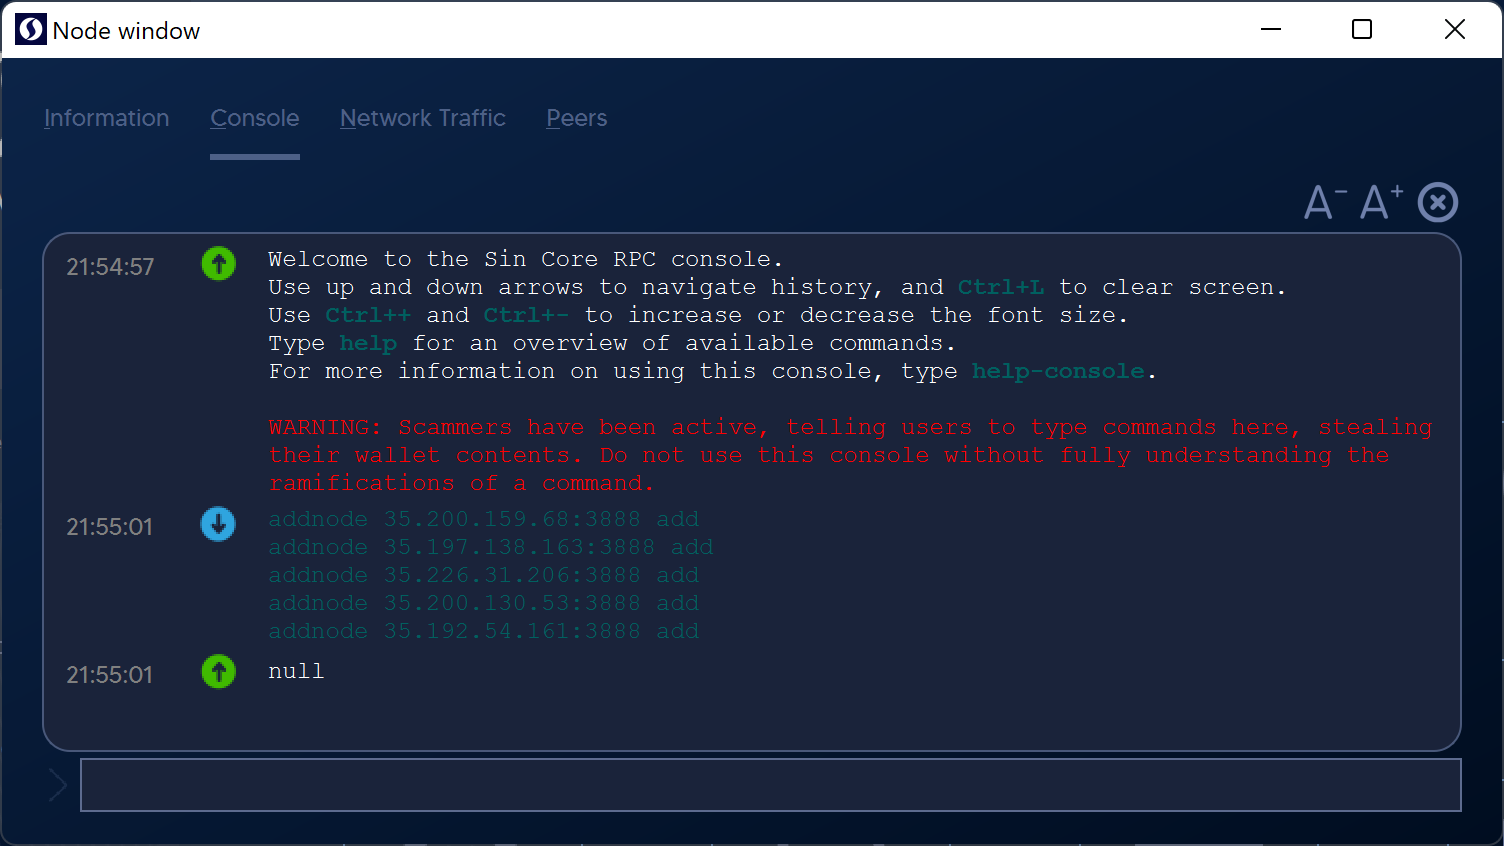 Node window
Information Console Network Traffic Peers
A- A+
21:54:57 Welcome to the Sin Core RPC console.
Use up and down arrows to navigate history, and Ctrl+L to clear screen.
Use Ctrl++ and Ctrl+- to increase or decrease the font size.
Type help for an overview of available commands.
For more information on using this console, type help-console.
WARNING: Scammers have been active, telling users to type commands here, stealing
their wallet contents. Do not use this console without fully understanding the
ramifications of a command.
21:55:01 addnode 35.200.159.68:3888 add
addnode 35.197.138.163:3888 add
addnode 35.226.31.206:3888 add
addnode 35.200.130.53:3888 add
addnode 35.192.54.161:3888 add
21:55:01 null